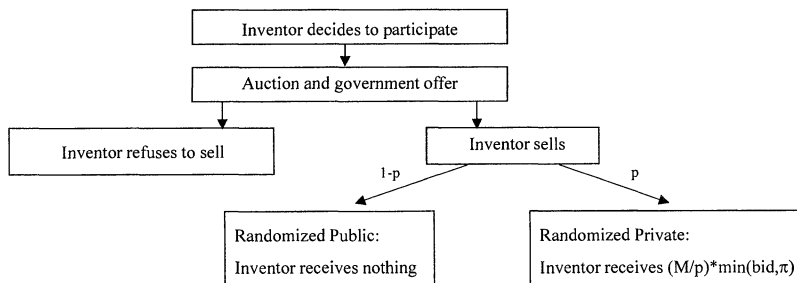 Inventor decides to participate
Auction and government offer
Inventor refuses to sell
Inventor sells
1-p
p
Randomized Public:
Inventor receives nothing
Randomized Private:
Inventor receives (M/p)*min(bid,π)